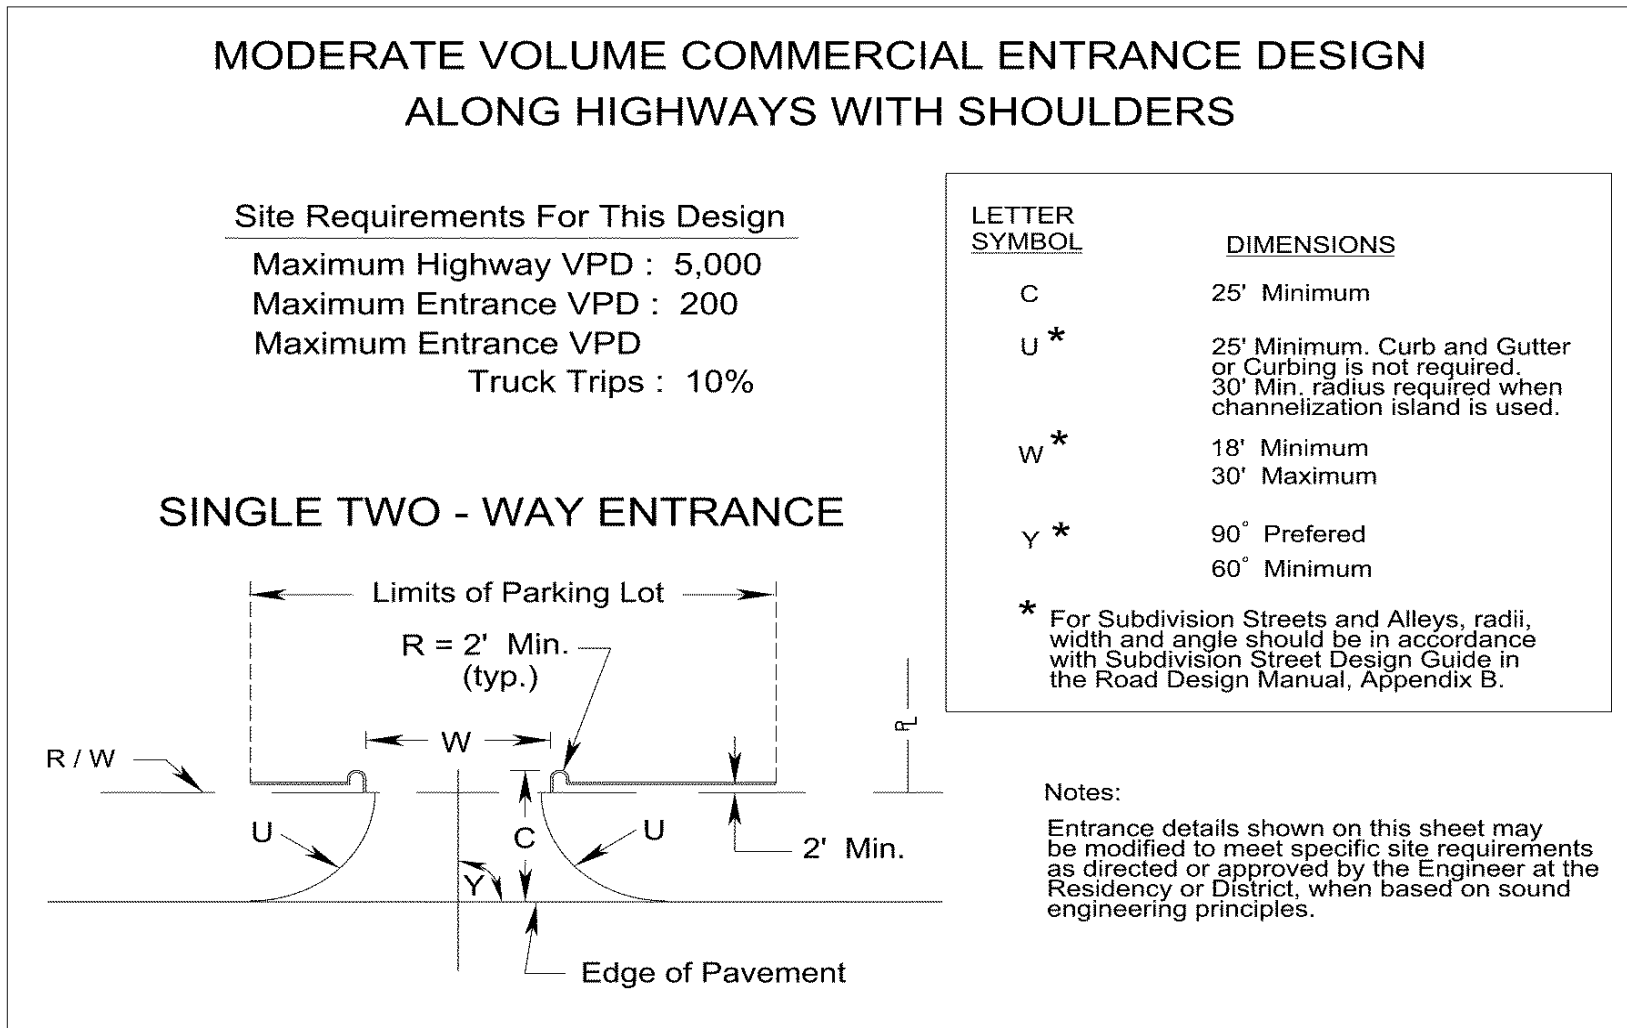 MODERATE VOLUME COMMERCIAL ENTRANCE DESIGN
ALONG HIGHWAYS WITH SHOULDERS
Site Requirements For This Design
Maximum Highway VPD : 5,000
Maximum Entrance VPD : 200
Maximum Entrance VPD
Truck Trips : 10%
LETTER
SYMBOL
DIMENSIONS
C 25' Minimum
U * 25' Minimum. Curb and Gutter
or Curbing is not required.
30' Min. radius required when
channelization island is used.
W * 18' Minimum
30' Maximum
Y * 90° Prefered
60° Minimum
* For Subdivision Streets and Alleys, radii,
width and angle should be in accordance
with Subdivision Street Design Guide in
the Road Design Manual, Appendix B.
SINGLE TWO - WAY ENTRANCE
Limits of Parking Lot
R = 2' Min.
(typ.)
W
R / W
PL
U
C
U
Y
2' Min.
Edge of Pavement
Notes:
Entrance details shown on this sheet may
be modified to meet specific site requirements
as directed or approved by the Engineer at the
Residency or District, when based on sound
engineering principles.